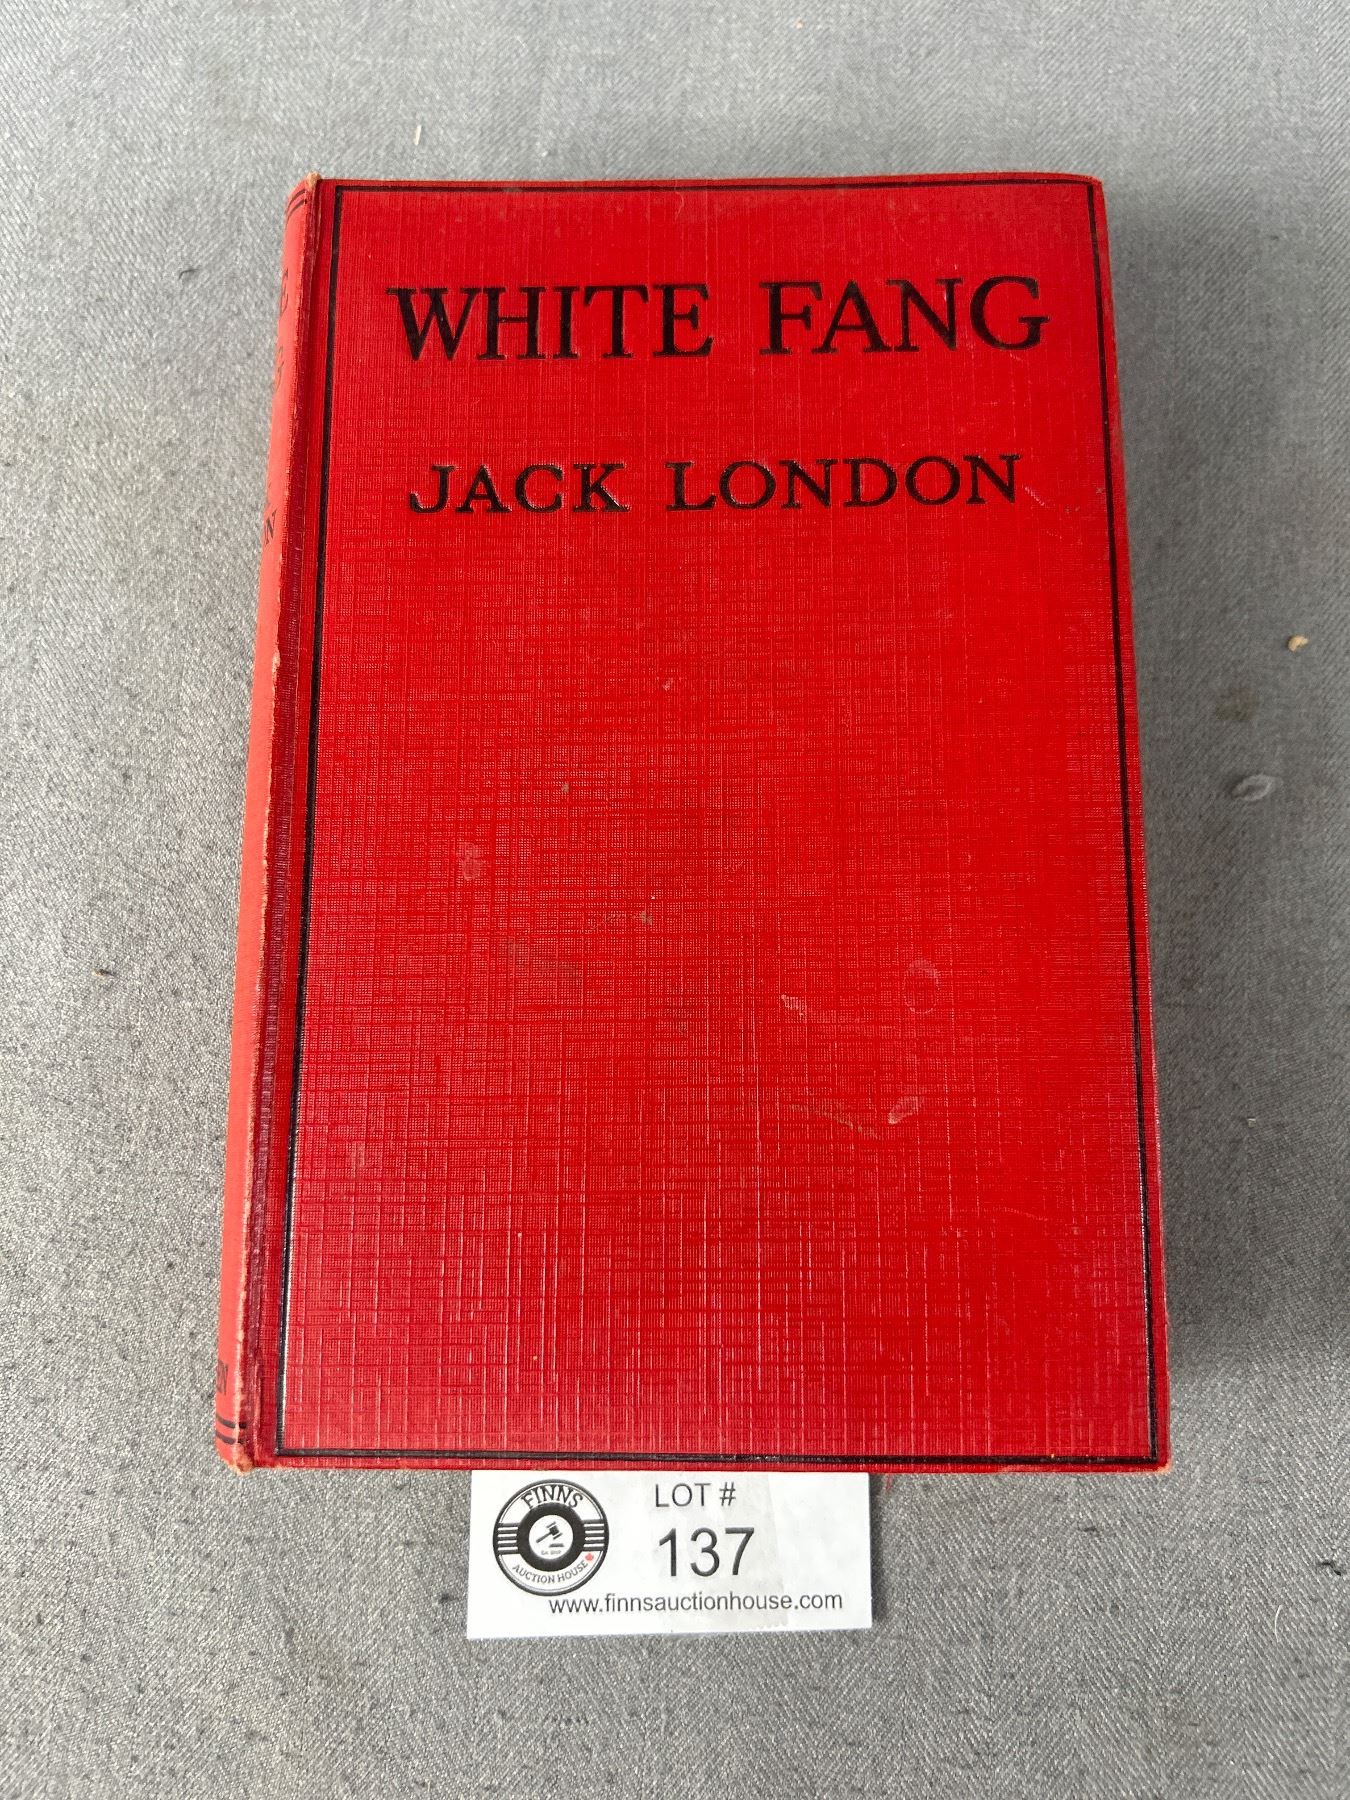 WHITE FANG
JACK LONDON
FINNS
AUCTION HOUSE
LOT #
137
www.finnsauctionhouse.com